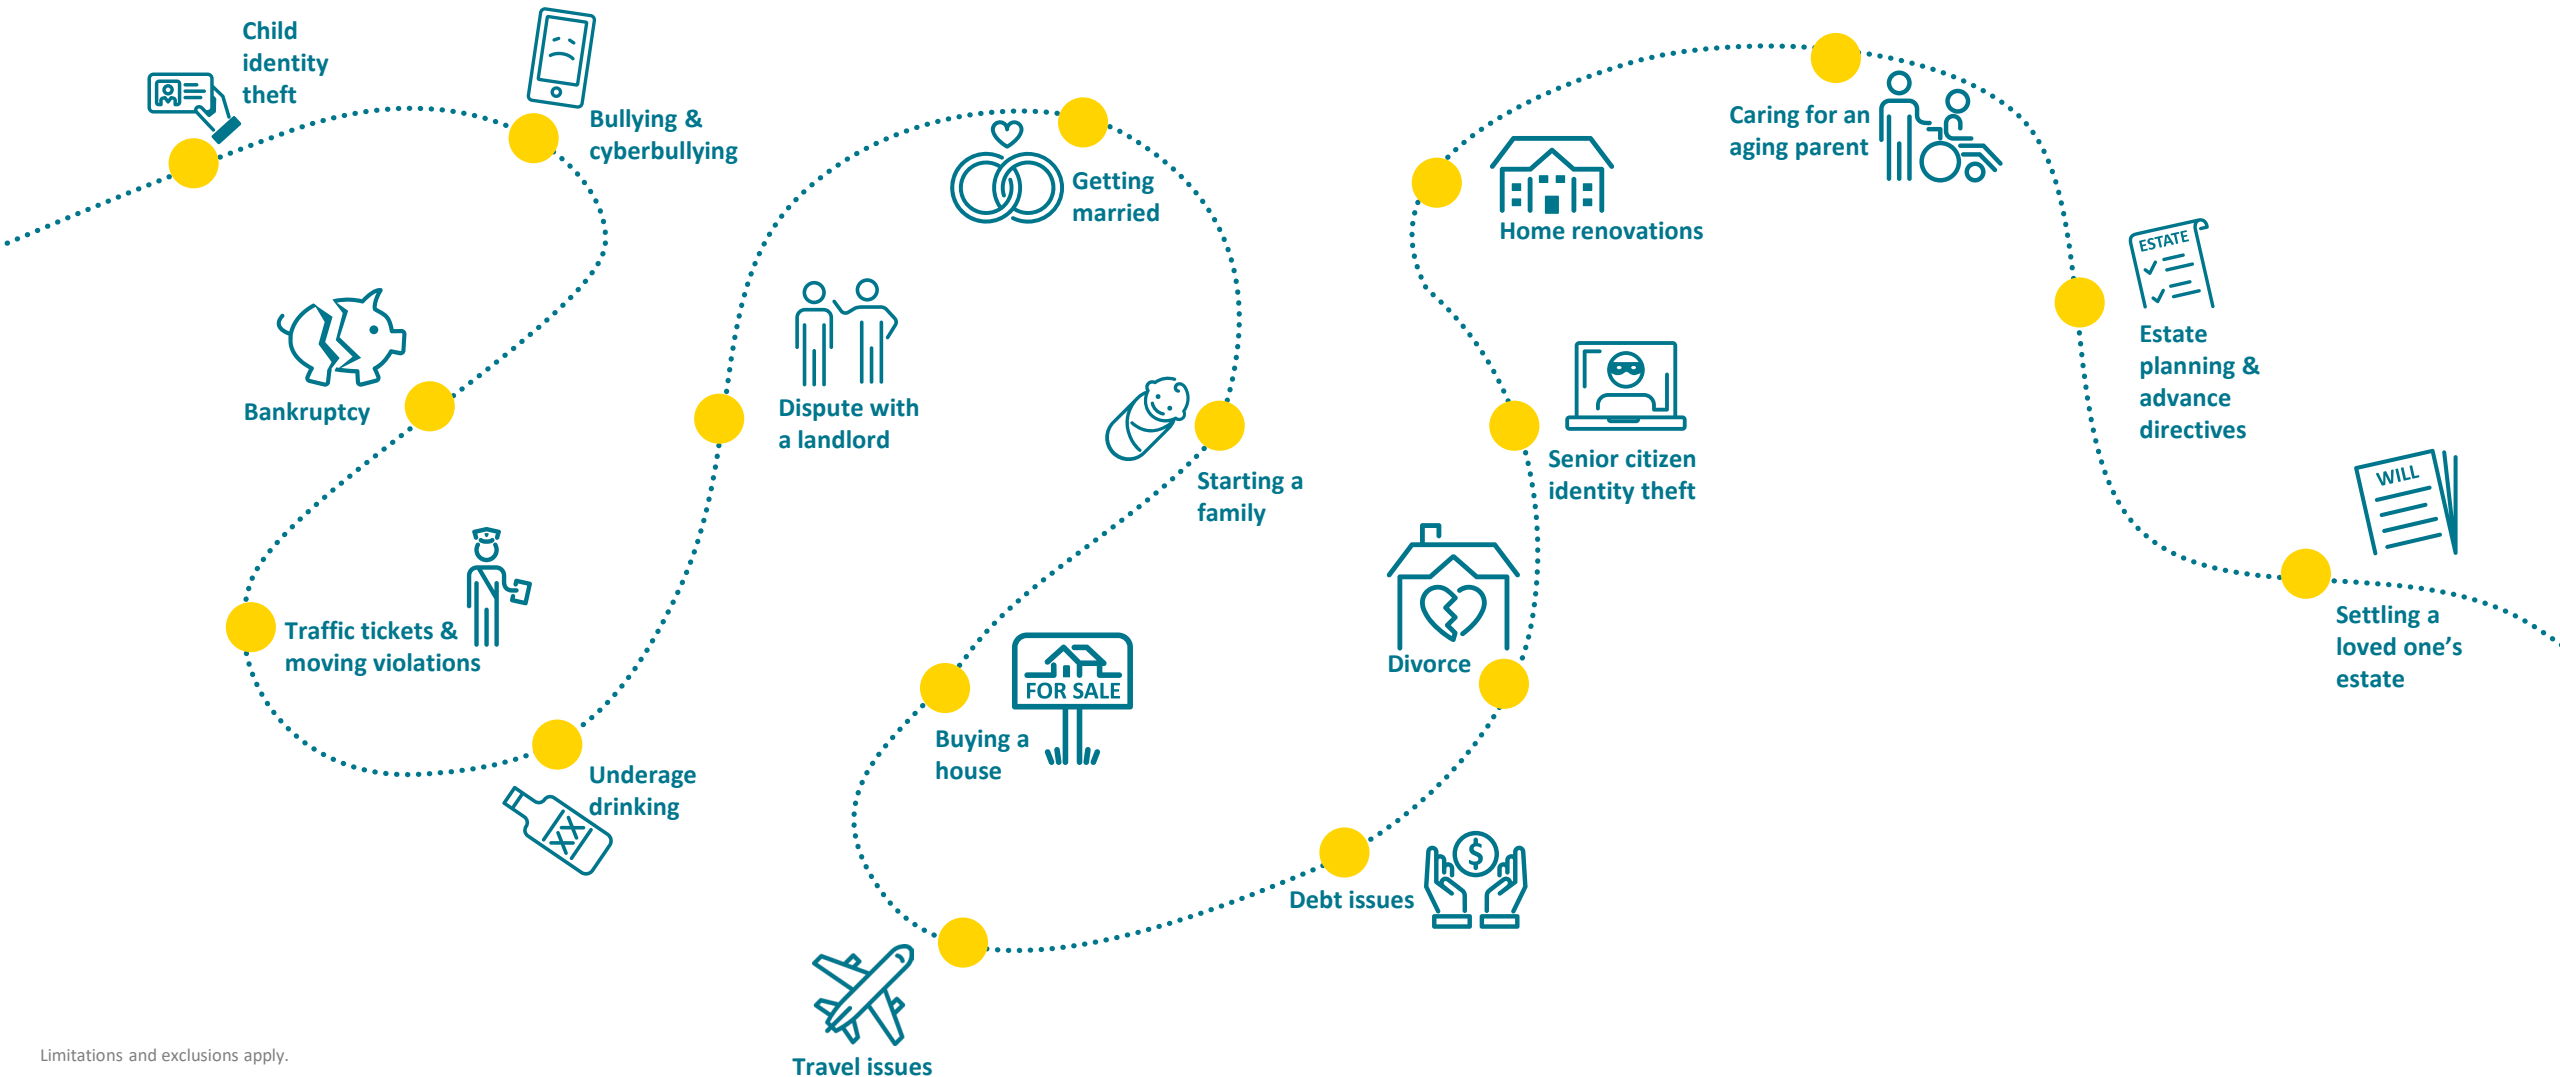 Child
identity
theft
Bullying &
cyberbullying
Bankruptcy
Traffic tickets &
moving violations
Underage
drinking
Dispute with
a landlord
Getting
married
Starting a
family
FOR SALE
Buying a
house
Travel issues
Debt issues
$
Divorce
Senior citizen
identity theft
Home renovations
Caring for an
aging parent
ESTATE
Estate
planning &
advance
directives
WILL
Settling a
loved one’s
estate
Limitations and exclusions apply.